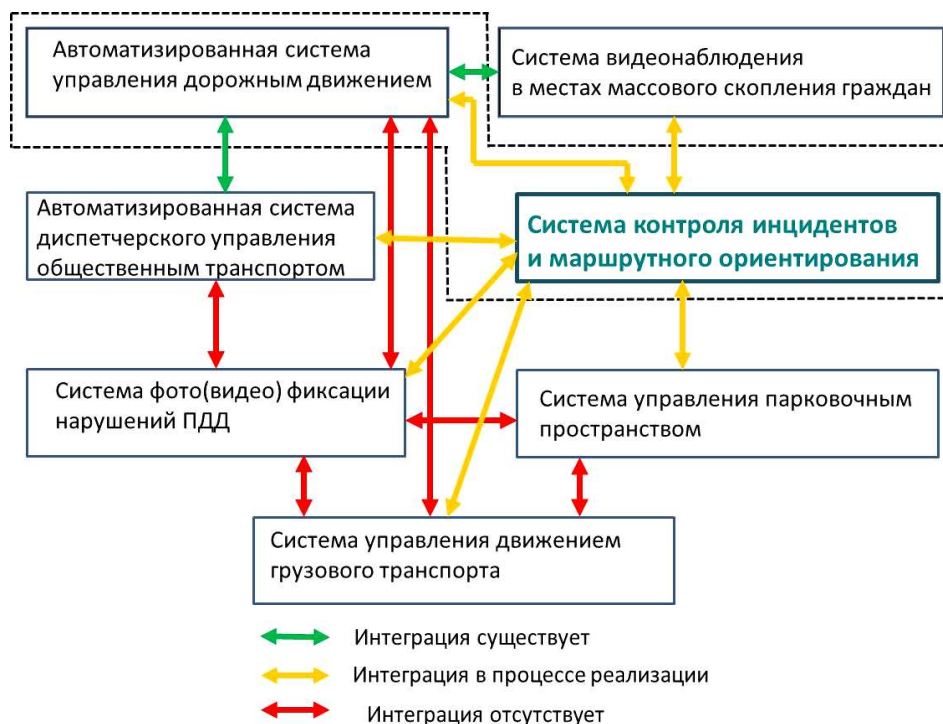 Автоматизированная система
управления дорожным движением
Система видеонаблюдения
в местах массового скопления граждан
Автоматизированная система
диспетчерского управления
общественным транспортом
Система контроля инцидентов
и маршрутного ориентирования
Система фото(видео) фиксации
нарушений ПДД
Система управления парковочным
пространством
Система управления движением
грузового транспорта
Интеграция существует
Интеграция в процессе реализации
Интеграция отсутствует